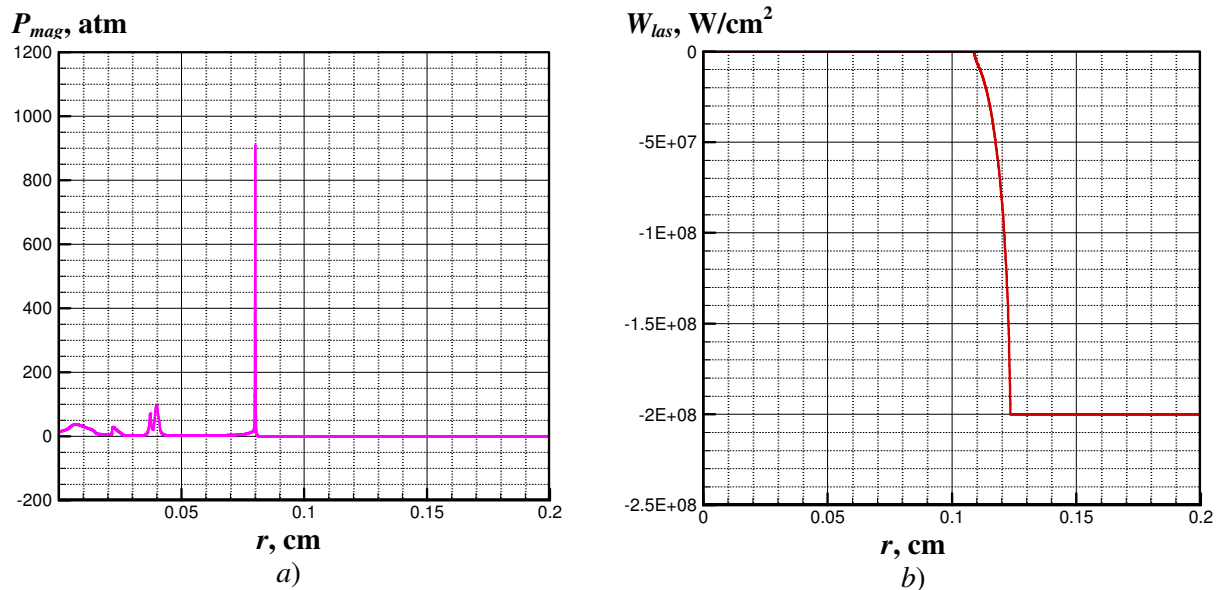 P_mag, atm
1200
1000
800
600
400
200
0
-200
0.05
0.1
0.15
0.2
r, cm
a)
W_las, W/cm²
0
-5E+07
-1E+08
-1.5E+08
-2E+08
-2.5E+08
0
0.05
0.1
0.15
0.2
r, cm
b)